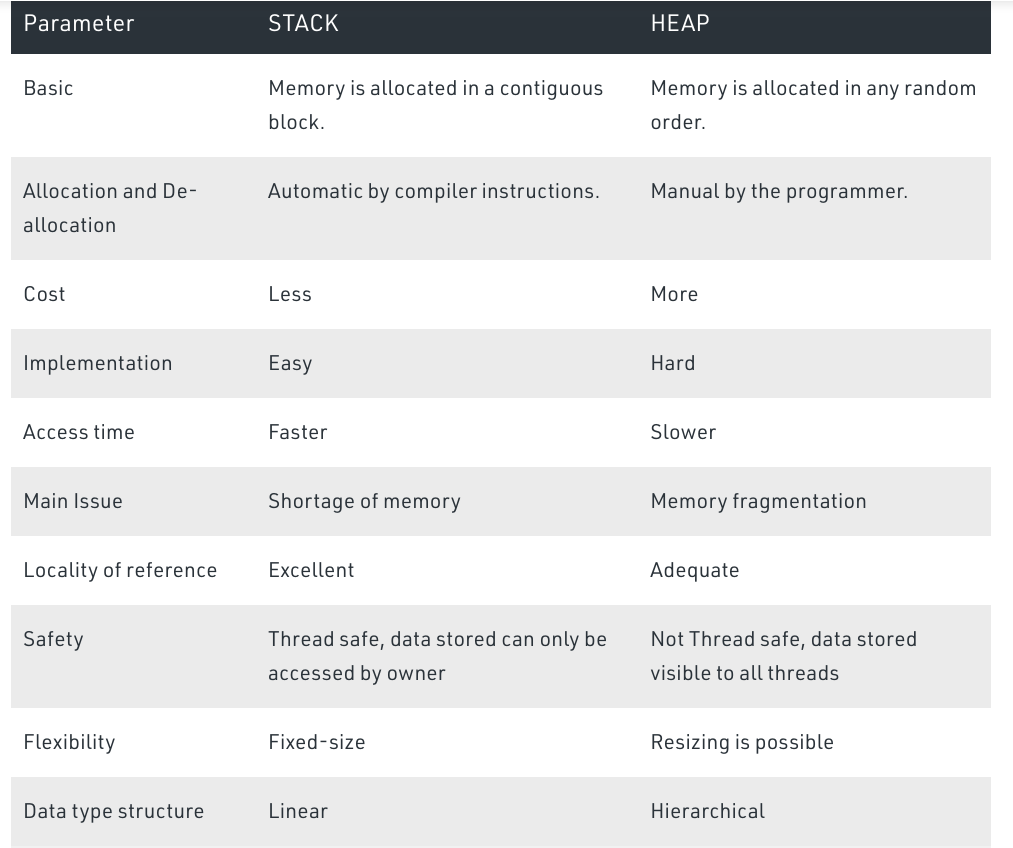 Parameter STACK HEAP
Basic Memory is allocated in a contiguous Memory is allocated in any random
block. order.
Allocation and De- Automatic by compiler instructions. Manual by the programmer.
allocation
Cost Less More
Implementation Easy Hard
Access time Faster Slower
Main Issue Shortage of memory Memory fragmentation
Locality of reference Excellent Adequate
Safety Thread safe, data stored can only be Not Thread safe, data stored
accessed by owner visible to all threads
Flexibility Fixed-size Resizing is possible
Data type structure Linear Hierarchical